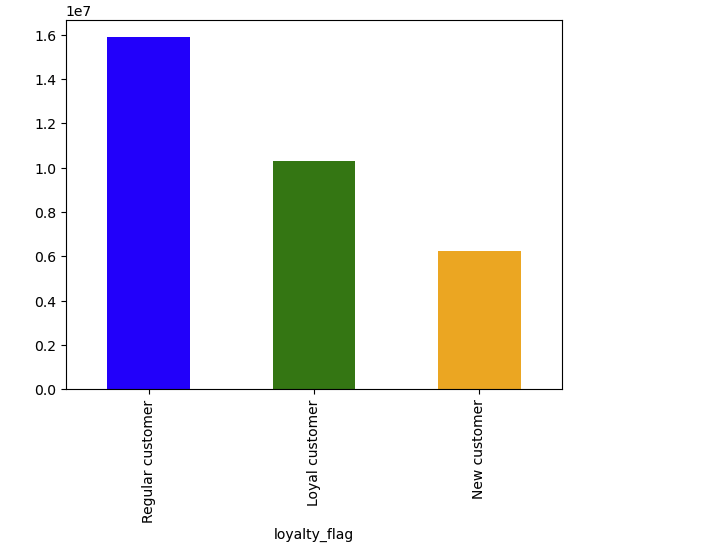 1e7
1.6
1.4
1.2
1.0
0.8
0.6
0.4
0.2
0.0
Regular customer
Loyal customer
New customer
loyalty_flag